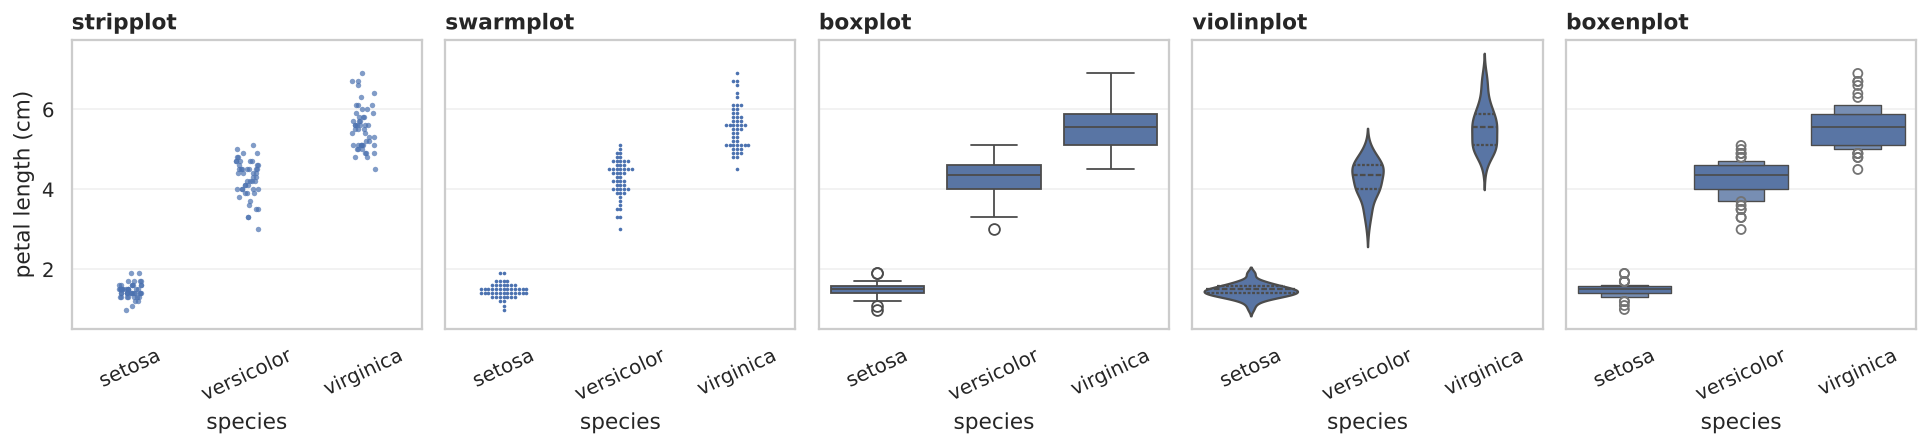 stripplot
swarmplot
boxplot
violinplot
boxenplot
petal length (cm)
6
4
2
setosa
versicolor
virginica
species
setosa
versicolor
virginica
species
setosa
versicolor
virginica
species
setosa
versicolor
virginica
species
setosa
versicolor
virginica
species